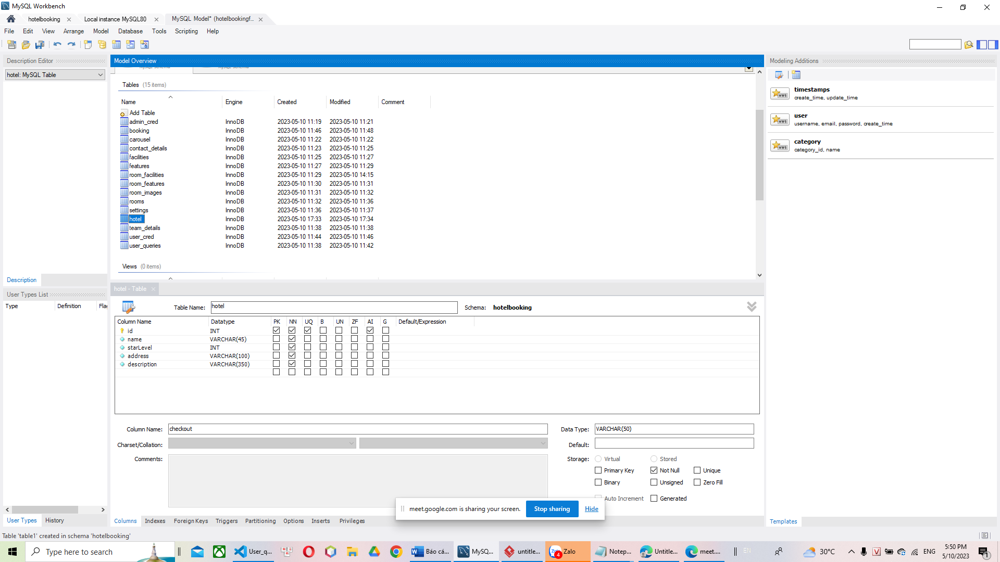 MySQL Workbench
hotelbooking
Local instance MySQL80
MySQL Model* (hotelbookingf...
File Edit View Arrange Model Database Tools Scripting Help
Description Editor
hotel: MySQL Table
Description
User Types List
Type Definition Flag
User Types History
Model Overview
MySQL Schema MySQL Schema
Tables (15 items)
Name Engine Created Modified Comment
Add Table
admin_cred InnoDB 2023-05-10 11:19 2023-05-10 11:21
booking InnoDB 2023-05-10 11:46 2023-05-10 11:48
carousel InnoDB 2023-05-10 11:22 2023-05-10 11:22
contact_details InnoDB 2023-05-10 11:23 2023-05-10 11:25
facilities InnoDB 2023-05-10 11:25 2023-05-10 11:27
features InnoDB 2023-05-10 11:27 2023-05-10 11:29
room_facilities InnoDB 2023-05-10 11:29 2023-05-10 14:15
room_features InnoDB 2023-05-10 11:30 2023-05-10 11:31
room_images InnoDB 2023-05-10 11:31 2023-05-10 11:32
rooms InnoDB 2023-05-10 11:32 2023-05-10 11:36
settings InnoDB 2023-05-10 11:36 2023-05-10 11:37
hotel InnoDB 2023-05-10 17:33 2023-05-10 17:34
team_details InnoDB 2023-05-10 11:38 2023-05-10 11:38
user_cred InnoDB 2023-05-10 11:44 2023-05-10 11:46
user_queries InnoDB 2023-05-10 11:38 2023-05-10 11:42
Views (0 items)
hotel - Table
Table Name: hotel Schema: hotelbooking
Column Name Datatype PK NN UQ B UN ZF AI G Default/Expression
id INT
name VARCHAR(45)
starLevel INT
address VARCHAR(100)
description VARCHAR(350)
Column Name: checkout Data Type: VARCHAR(50)
Charset/Collation: Default:
Comments: Storage: Virtual Stored
Primary Key Not Null Unique
Binary Unsigned Zero Fill
Auto Increment Generated
meet.google.com is sharing your screen. Stop sharing Hide
Columns Indexes Foreign Keys Triggers Partitioning Options Inserts Privileges
Modeling Additions
MWB
timestamps
create_time, update_time
MWB
user
username, email, password, create_time
MWB
category
category_id, name
Templates
Table 'table1' created in schema 'hotelbooking'
Type here to search
User_q...
Báo cá...
MySQ...
untitle...
Zalo
4
Notep...
Untitle...
meet....
EN
30°C
V
ENG
5:50 PM
5/10/2023
1